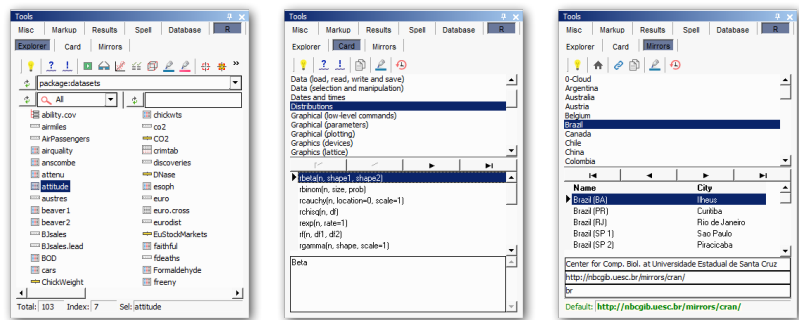 Tools
Misc Markup Results Spell Database R
Explorer Card Mirrors
package:datasets
All
ability.cov chickwts
airmiles co2
AirPassengers CO2
airquality crimtab
anscombe discoveries
attenu DNase
attitude esoph
austres euro
beaver1 euro.cross
beaver2 eurodist
BJsales EuStockMarkets
BJsales.lead faithful
BOD fdeaths
cars Formaldehyde
ChickWeight freeny
Total: 103 Index: 7 Sel: attitude
Tools
Misc Markup Results Spell Database R
Explorer Card Mirrors
Data (load, read, write and save)
Data (selection and manipulation)
Dates and times
Distributions
Graphical (low-level commands)
Graphical (parameters)
Graphical (plotting)
Graphics (devices)
Graphics (lattice)
rbeta(n, shape1, shape2)
rbinom(n, size, prob)
rcauchy(n, location=0, scale=1)
rchisq(n, df)
rexp(n, rate=1)
rf(n, df1, df2)
rgamma(n, shape, scale=1)
Beta
Tools
Misc Markup Results Spell Database R
Explorer Card Mirrors
0-Cloud
Argentina
Australia
Austria
Belgium
Brazil
Canada
Chile
China
Colombia
Name City
Brazil (BA) Ilheus
Brazil (PR) Curitiba
Brazil (RJ) Rio de Janeiro
Brazil (SP 1) Sao Paulo
Brazil (SP 2) Piracicaba
Center for Comp. Biol. at Universidade Estadual de Santa Cruz
http://nbcgib.uesc.br/mirrors/cran/
br
Default: http://nbcgib.uesc.br/mirrors/cran/